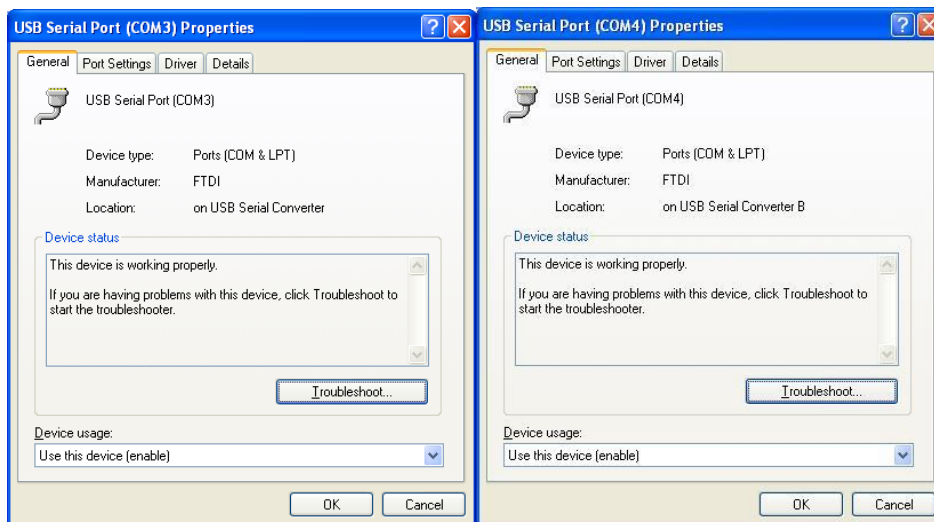 USB Serial Port (COM3) Properties
General Port Settings Driver Details
USB Serial Port (COM3)
Device type: Ports (COM & LPT)
Manufacturer: FTDI
Location: on USB Serial Converter
Device status
This device is working properly.
If you are having problems with this device, click Troubleshoot to
start the troubleshooter.
Troubleshoot...
Device usage:
Use this device (enable)
OK Cancel
USB Serial Port (COM4) Properties
General Port Settings Driver Details
USB Serial Port (COM4)
Device type: Ports (COM & LPT)
Manufacturer: FTDI
Location: on USB Serial Converter B
Device status
This device is working properly.
If you are having problems with this device, click Troubleshoot to
start the troubleshooter.
Troubleshoot...
Device usage:
Use this device (enable)
OK Cancel